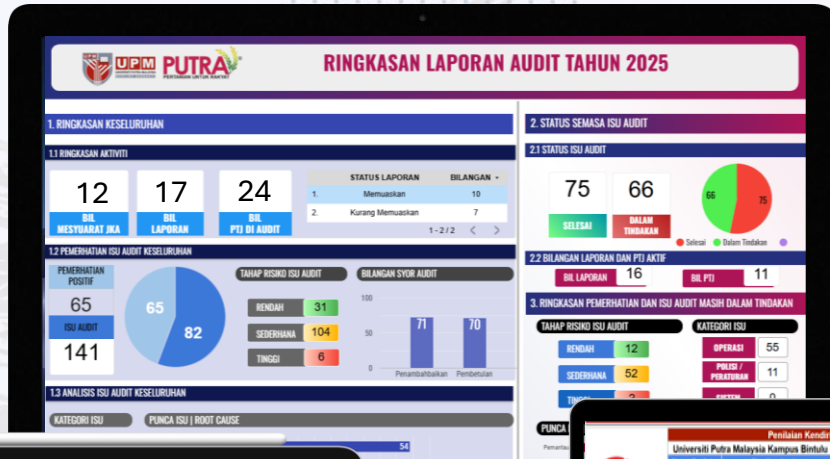 UPM
PUTRA
PERTANIAN UNTUK RAKYAT
RINGKASAN LAPORAN AUDIT TAHUN 2025
1. RINGKASAN KESELURUHAN
1.1 RINGKASAN AKTIVITI
12
BIL
MESYUARAT JKA
17
BIL
LAPORAN
24
BIL
PTJ DI AUDIT
STATUS LAPORAN BILANGAN
1. Memuaskan 10
2. Kurang Memuaskan 7
1 - 2 / 2 < >
1.2 PEMERHATIAN ISU AUDIT KESELURUHAN
PEMERHATIAN
POSITIF
65
ISU AUDIT
141
65
82
TAHAP RISIKO ISU AUDIT
RENDAH 31
SEDERHANA 104
TINGGI 6
BILANGAN SYOR AUDIT
100
50
0
71
70
Penambahbaikan Pembetulan
1.3 ANALISIS ISU AUDIT KESELURUHAN
KATEGORI ISU
PUNCA ISU | ROOT CAUSE
54
2. STATUS SEMASA ISU AUDIT
2.1 STATUS ISU AUDIT
75
SELESAI
66
DALAM
TINDAKAN
66
75
Selesai Dalam Tindakan
2.2 BILANGAN LAPORAN DAN PTJ AKTIF
BIL LAPORAN 16
BIL PTJ 11
3. RINGKASAN PEMERHATIAN DAN ISU AUDIT MASIH DALAM TINDAKAN
TAHAP RISIKO ISU AUDIT
RENDAH 12
SEDERHANA 52
KATEGORI ISU
OPERASI 55
POLISI /
PERATURAN 11
PUNCA
Penilaian Kendiri
Universiti Putra Malaysia Kampus Bintulu